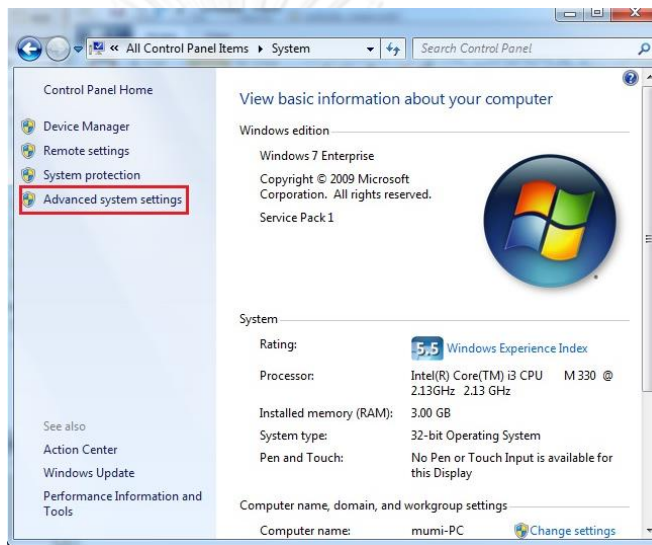 « All Control Panel Items ▸ System
Search Control Panel
Control Panel Home
Device Manager
Remote settings
System protection
Advanced system settings
See also
Action Center
Windows Update
Performance Information and
Tools
View basic information about your computer
Windows edition
Windows 7 Enterprise
Copyright © 2009 Microsoft
Corporation. All rights reserved.
Service Pack 1
System
Rating:
5.5 Windows Experience Index
Processor:
Intel(R) Core(TM) i3 CPU M 330 @
2.13GHz 2.13 GHz
Installed memory (RAM): 3.00 GB
System type: 32-bit Operating System
Pen and Touch: No Pen or Touch Input is available for
this Display
Computer name, domain, and workgroup settings
Computer name: mumi-PC Change settings